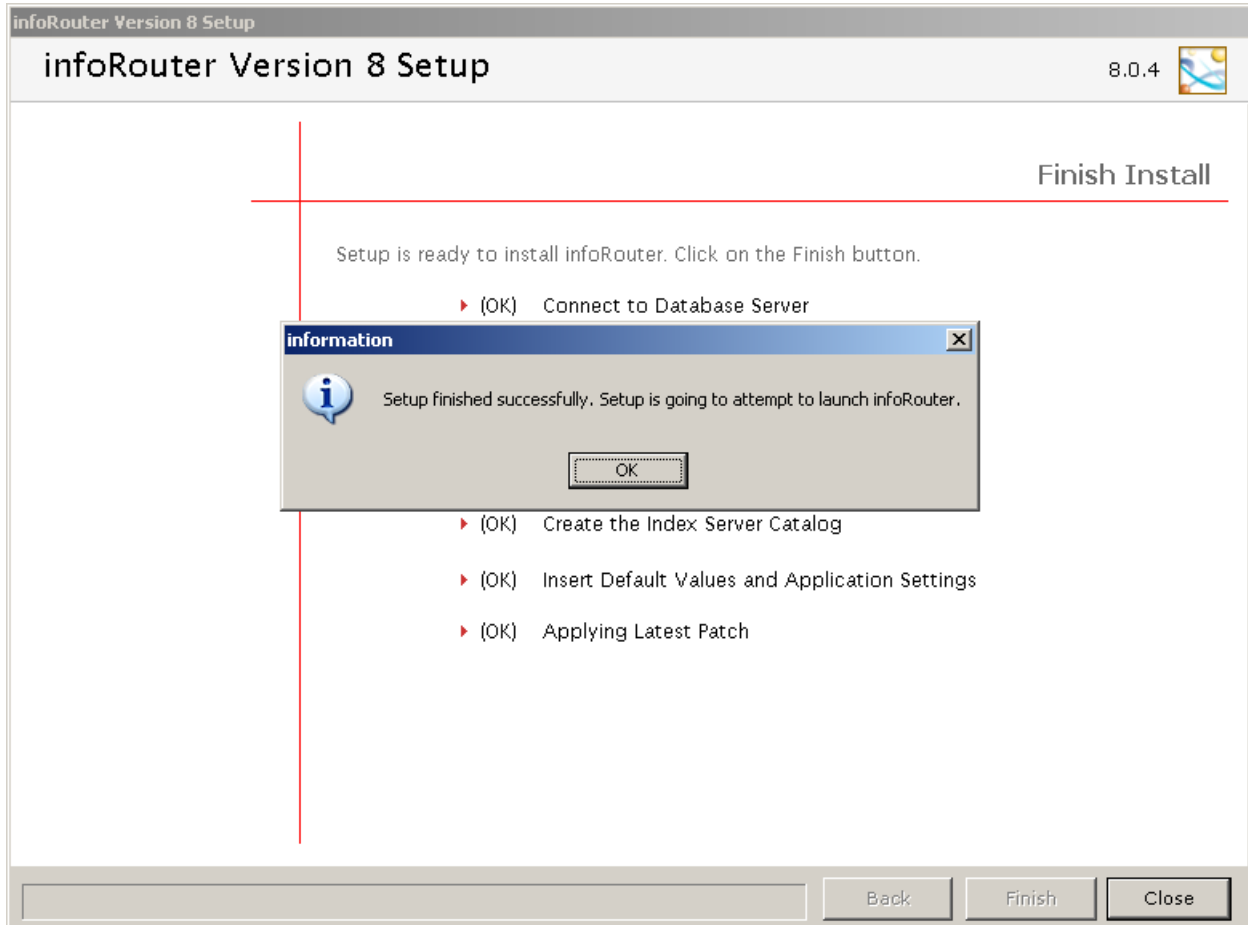 infoRouter Version 8 Setup
infoRouter Version 8 Setup
8.0.4
Finish Install
Setup is ready to install infoRouter. Click on the Finish button.
(OK) Connect to Database Server
information
Setup finished successfully. Setup is going to attempt to launch infoRouter.
OK
(OK) Create the Index Server Catalog
(OK) Insert Default Values and Application Settings
(OK) Applying Latest Patch
Back
Finish
Close